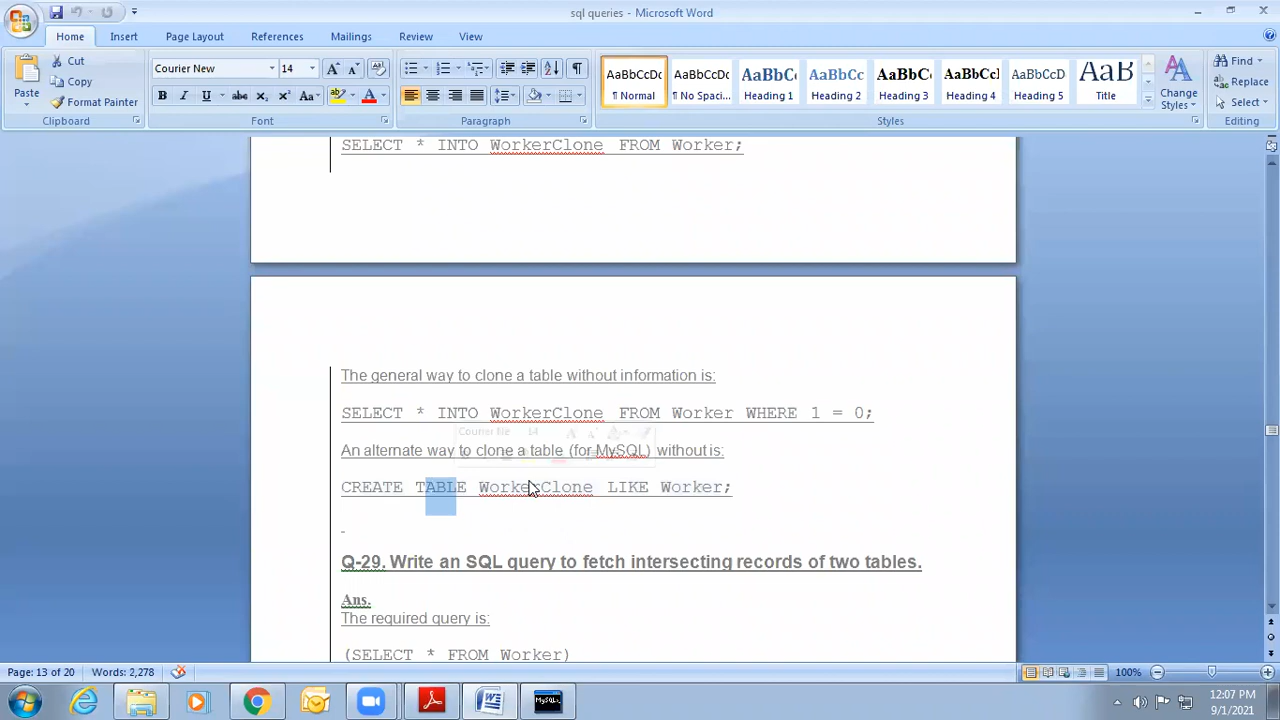 sql queries - Microsoft Word
Home Insert Page Layout References Mailings Review View
Paste Cut Copy Format Painter
Courier New 14
AaBbCcDc AaBbCcDc AaBbC AaBbCc AaBbCc AaBbCcI AaBbCcD AaB
¶ Normal ¶ No Spaci... Heading 1 Heading 2 Heading 3 Heading 4 Heading 5 Title
Change Styles
Find Replace Select
Clipboard Font Paragraph Styles Editing
SELECT * INTO WorkerClone FROM Worker;
The general way to clone a table without information is:
SELECT * INTO WorkerClone FROM Worker WHERE 1 = 0;
An alternate way to clone a table (for MySQL) without is:
CREATE TABLE WorkerClone LIKE Worker;
Q-29. Write an SQL query to fetch intersecting records of two tables.
Ans.
The required query is:
(SELECT * FROM Worker)
Page: 13 of 20 Words: 2,278 100%
MySQL
12:07 PM
9/1/2021